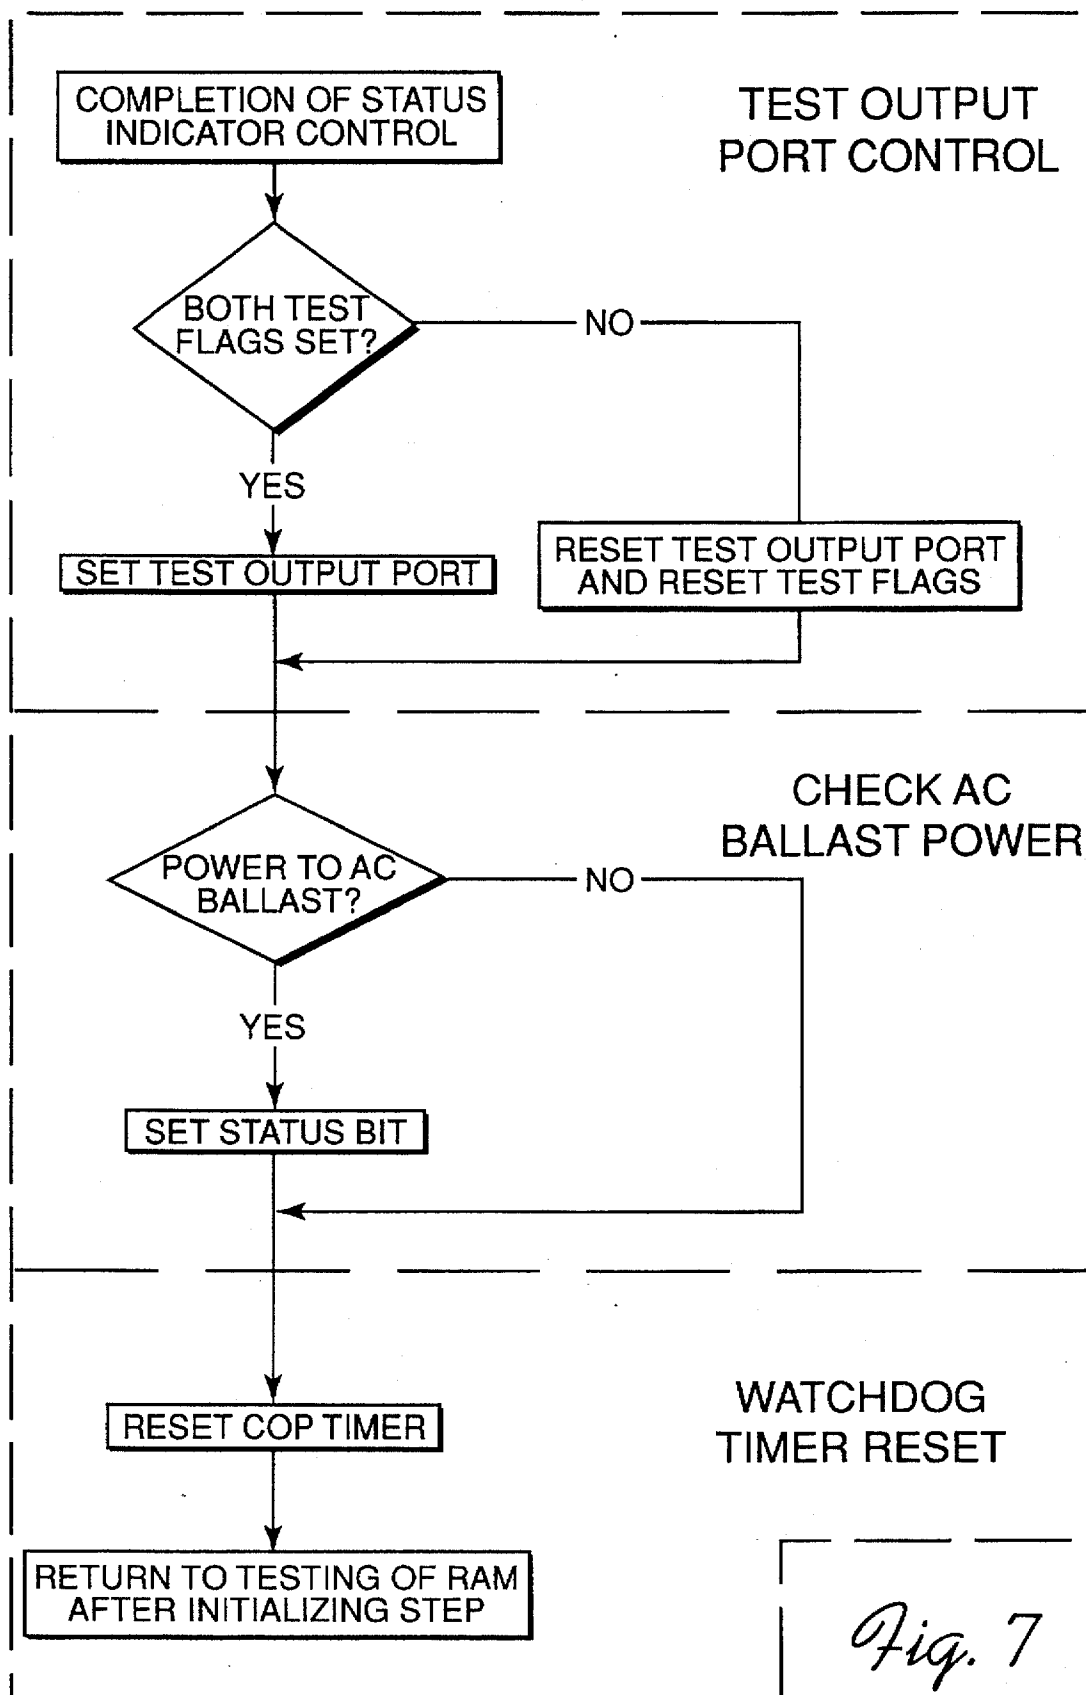 COMPLETION OF STATUS
INDICATOR CONTROL
TEST OUTPUT
PORT CONTROL
BOTH TEST
FLAGS SET?
NO
YES
SET TEST OUTPUT PORT
RESET TEST OUTPUT PORT
AND RESET TEST FLAGS
CHECK AC
BALLAST POWER
POWER TO AC
BALLAST?
NO
YES
SET STATUS BIT
WATCHDOG
TIMER RESET
RESET COP TIMER
RETURN TO TESTING OF RAM
AFTER INITIALIZING STEP
Fig. 7